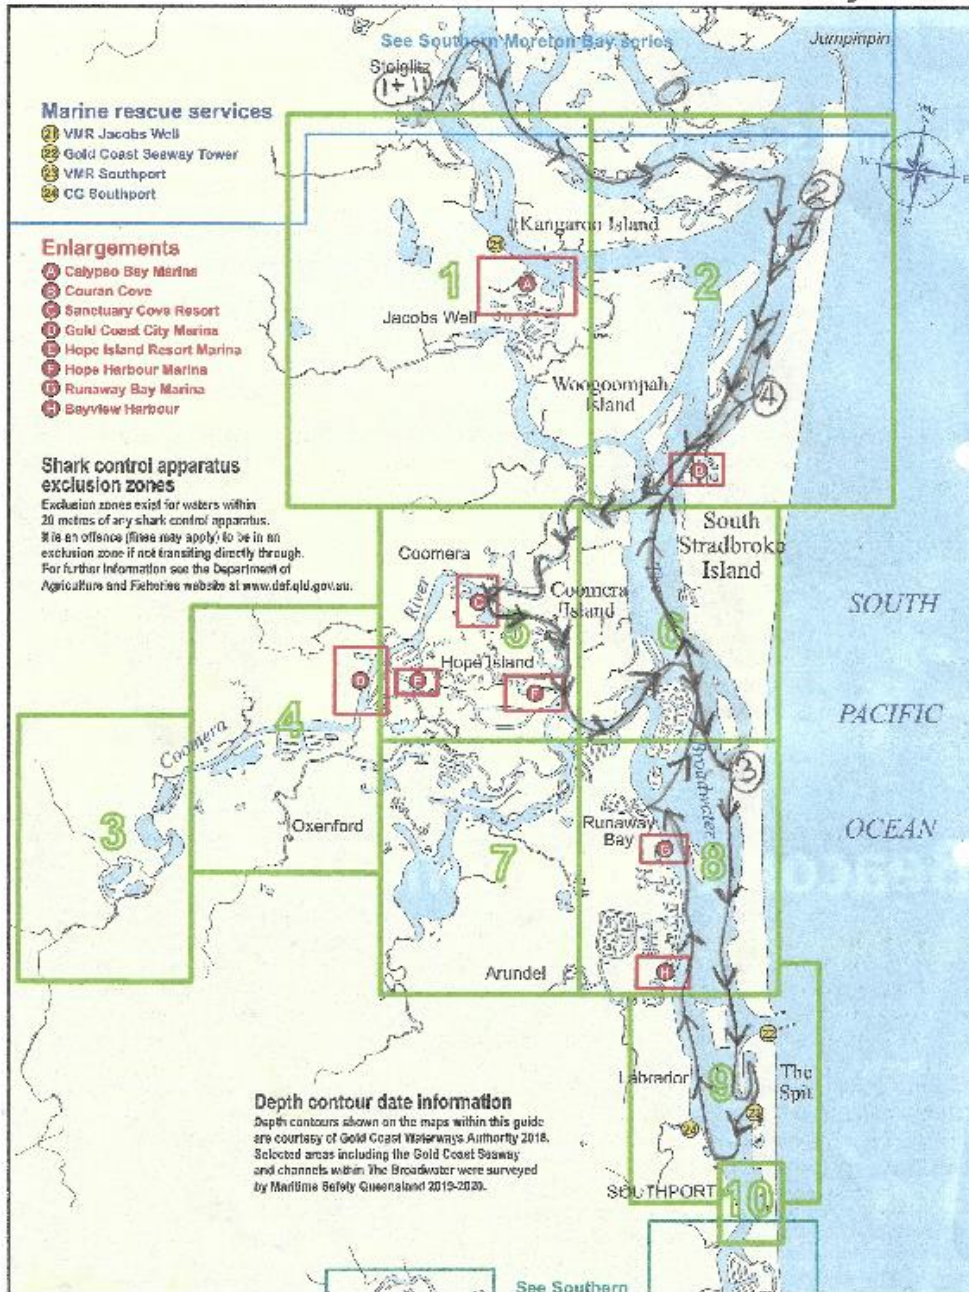 See Southern Moreton Bay series
Jumpinpin
Steiglitz
1+11
Marine rescue services
21 VMR Jacobs Well
22 Gold Coast Seaway Tower
23 VMR Southport
24 CG Southport
N
W
E
S
2
Kangaroo Island
21
Enlargements
A Calypso Bay Marina
B Couran Cove
C Sanctuary Cove Resort
D Gold Coast City Marina
E Hope Island Resort Marina
F Hope Harbour Marina
G Runaway Bay Marina
H Bayview Harbour
1
A
2
Jacobs Well
Woogoompah
Island
4
Shark control apparatus
exclusion zones
Exclusion zones exist for waters within
20 metres of any shark control apparatus.
It is an offence (fines may apply) to be in an
exclusion zone if not transiting directly through.
For further information see the Department of
Agriculture and Fisheries website at www.daf.qld.gov.au.
B
South
Stradbroke
Island
Coomera
River
C
Coomera
Island
5
6
SOUTH
PACIFIC
OCEAN
Hope Island
D
E
F
Coomera
4
3
Broadwater
3
Oxenford
Runaway
Bay
G
7
8
Arundel
H
22
Labrador
9
The
Spit
23
24
Depth contour date information
Depth contours shown on the maps within this guide
are courtesy of Gold Coast Waterways Authority 2018.
Selected areas including the Gold Coast Seaway
and channels within The Broadwater were surveyed
by Maritime Safety Queensland 2019-2020.
SOUTHPORT
10
See Southern